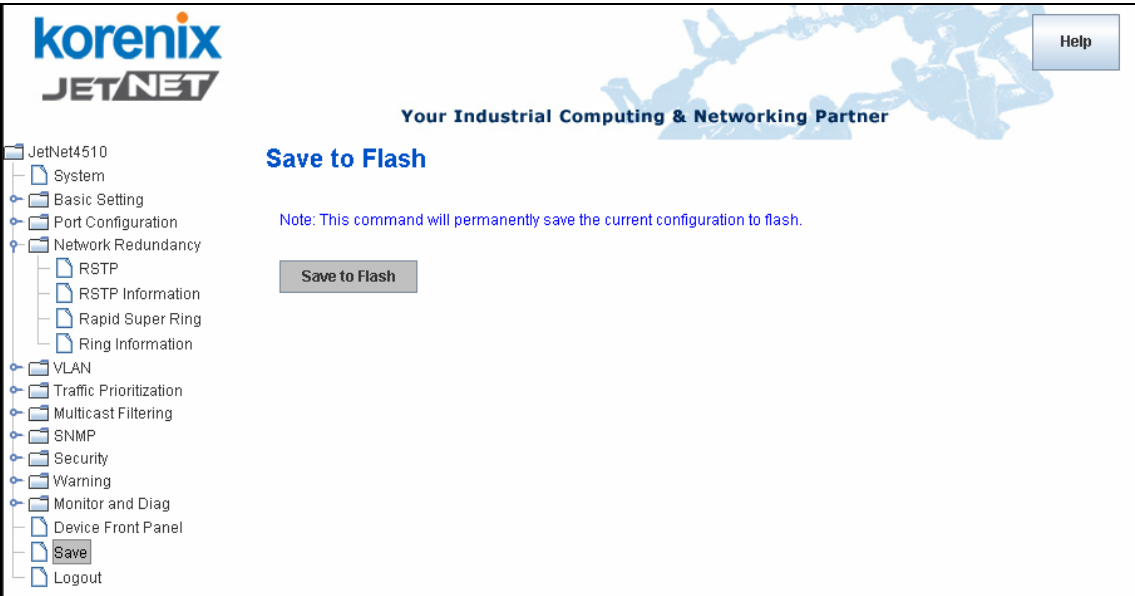 korenix
JET/NET
Help
Your Industrial Computing & Networking Partner
JetNet4510
System
Basic Setting
Port Configuration
Network Redundancy
RSTP
RSTP Information
Rapid Super Ring
Ring Information
VLAN
Traffic Prioritization
Multicast Filtering
SNMP
Security
Warning
Monitor and Diag
Device Front Panel
Save
Logout
Save to Flash
Note: This command will permanently save the current configuration to flash.
Save to Flash